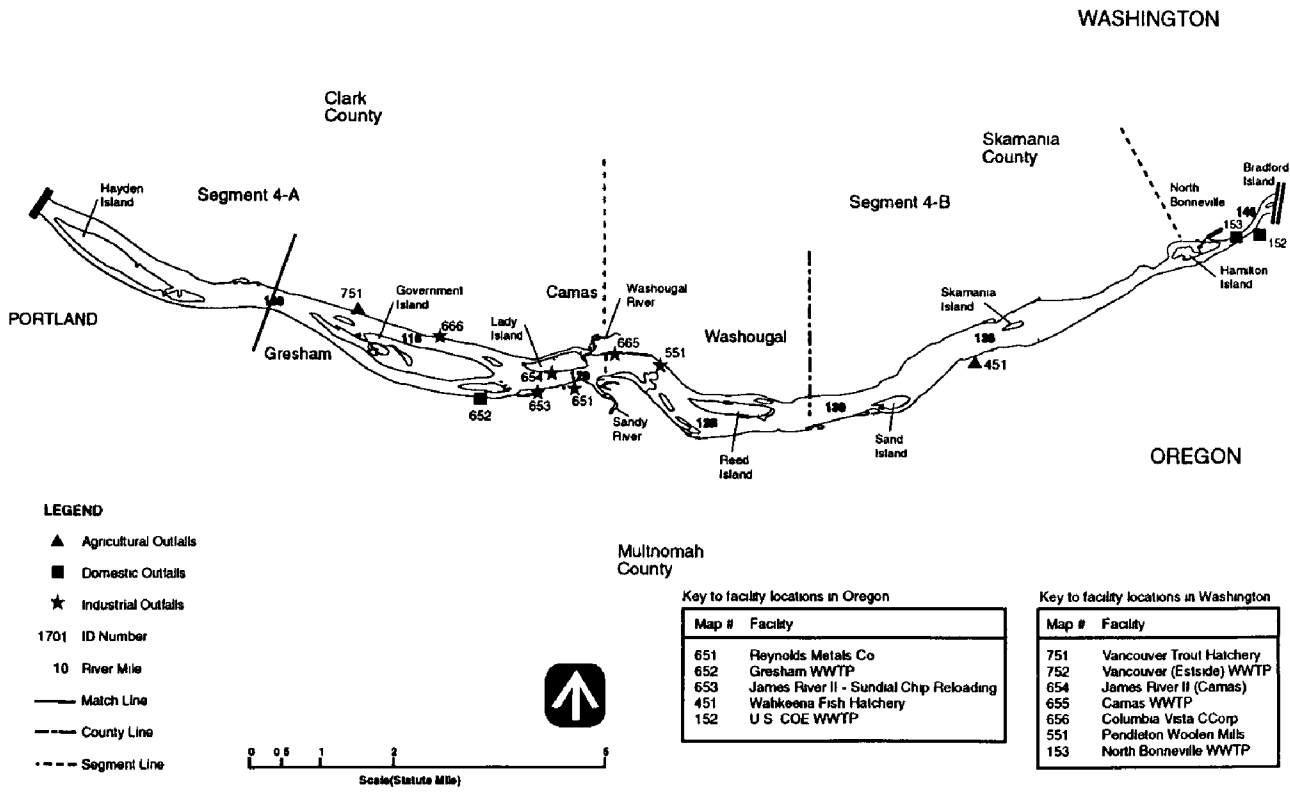 WASHINGTON
Clark
County
Skamania
County
Bradford
Island
North
Bonneville
Hayden
Island
Segment 4-A
Segment 4-B
146
153
152
Hamilton
Island
751
Government
Island
Camas
Washougal
River
Skamania
Island
PORTLAND
666
Lady
Island
Washougal
Gresham
665
551
451
654
652
653
651
Sandy
River
Reed
Island
Sand
Island
OREGON
LEGEND
Agricultural Outfalls
Domestic Outfalls
Industrial Outfalls
1701 ID Number
10 River Mile
Match Line
County Line
Segment Line
Multnomah
County
0 0 5 1 2 5
Scale(Statute Mile)
Key to facility locations in Oregon
Map # Facility
651 Reynolds Metals Co
652 Gresham WWTP
653 James River II - Sundial Chip Reloading
451 Wahkeena Fish Hatchery
152 U S COE WWTP
Key to facility locations in Washington
Map # Facility
751 Vancouver Trout Hatchery
752 Vancouver (Estside) WWTP
654 James River II (Camas)
655 Camas WWTP
656 Columbia Vista CCorp
551 Pendleton Woolen Mills
153 North Bonneville WWTP